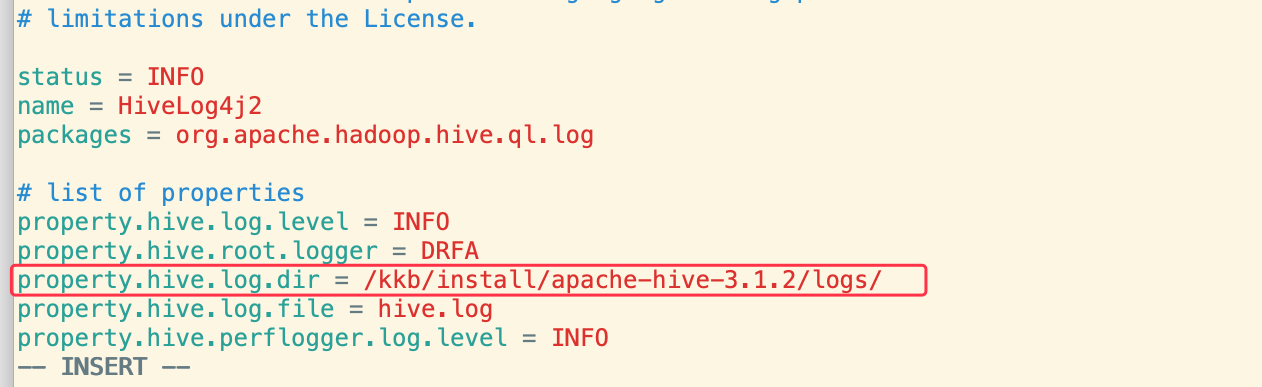 # limitations under the License.
status = INFO
name = HiveLog4j2
packages = org.apache.hadoop.hive.ql.log
# list of properties
property.hive.log.level = INFO
property.hive.root.logger = DRFA
property.hive.log.dir = /kkb/install/apache-hive-3.1.2/logs/
property.hive.log.file = hive.log
property.hive.perflogger.log.level = INFO
-- INSERT --